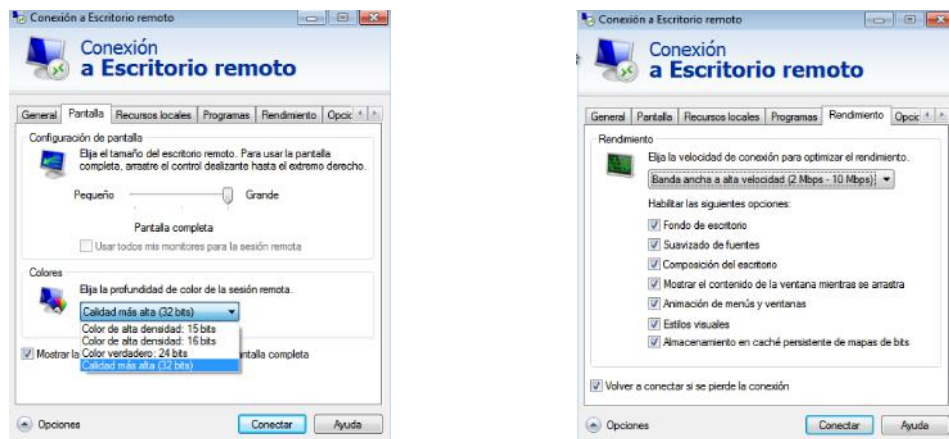 Conexión a Escritorio remoto
Conexión
a Escritorio remoto
General Pantalla Recursos locales Programas Rendimiento Opcic
Configuración de pantalla
Elija el tamaño del escritorio remoto. Para usar la pantalla
completa, arrastre el control deslizante hasta el extremo derecho.
Pequeño Grande
Pantalla completa
Usar todos mis monitores para la sesión remota
Colores
Elija la profundidad de color de la sesión remota.
Calidad más alta (32 bits)
Color de alta densidad: 15 bits
Color de alta densidad: 16 bits
Color verdadero: 24 bits
Calidad más alta (32 bits)
Mostrar la antalla completa
Opciones Conectar Ayuda
Conexión a Escritorio remoto
Conexión
a Escritorio remoto
General Pantalla Recursos locales Programas Rendimiento Opcic
Rendimiento
Elija la velocidad de conexión para optimizar el rendimiento.
Banda ancha a alta velocidad (2 Mbps - 10 Mbps)
Habilitar las siguientes opciones:
Fondo de escritorio
Suavizado de fuentes
Composición del escritorio
Mostrar el contenido de la ventana mientras se arrastra
Animación de menús y ventanas
Estilos visuales
Almacenamiento en caché persistente de mapas de bits
Volver a conectar si se pierde la conexión
Opciones Conectar Ayuda